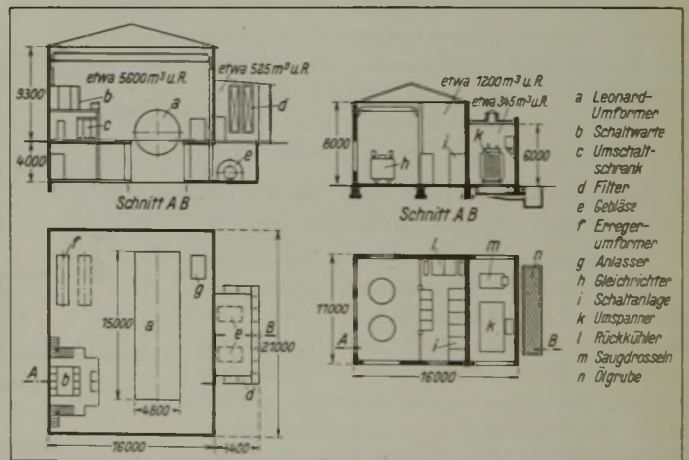 etwa 5600 m³ u.R.
etwa 525 m³ u.R.
9300
4000
a
b
c
d
e
Schnitt A B
etwa 1200 m³ u.R.
etwa 345 m³ u.R.
8000
6000
h
i
k
Schnitt A B
a Leonard-
Umformer
b Schaltwarte
c Umschalt-
schrank
d Filter
e Gebläse
f Erreger-
umformer
g Anlasser
h Gleichrichter
i Schaltanlage
k Umspanner
l Rückkühler
m Saugdrosseln
n Ölgrube
f
g
15000
a
e
B
21000
A
b
d
4800
16000
1400
l
m
n
11000
A
i
k
B
16000